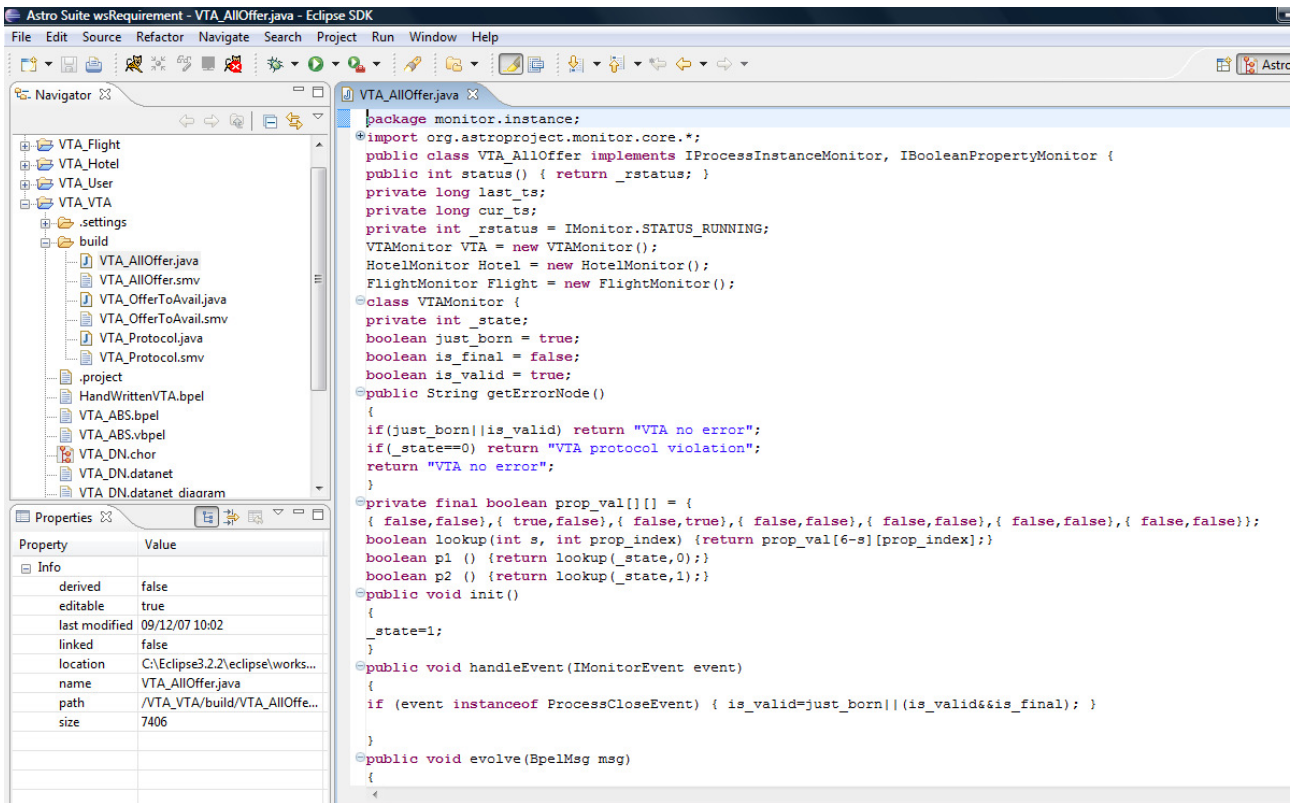 Astro Suite wsRequirement - VTA_AllOffer.java - Eclipse SDK
File Edit Source Refactor Navigate Search Project Run Window Help
Astro
Navigator
VTA_Flight
VTA_Hotel
VTA_User
VTA_VTA
.settings
build
VTA_AllOffer.java
VTA_AllOffer.smv
VTA_OfferToAvail.java
VTA_OfferToAvail.smv
VTA_Protocol.java
VTA_Protocol.smv
.project
HandWrittenVTA.bpel
VTA_ABS.bpel
VTA_ABS.vbpel
VTA_DN.chor
VTA_DN.datanet
VTA_DN.datanet_diagram
Properties
Property Value
Info
derived false
editable true
last modified 09/12/07 10:02
linked false
location C:\Eclipse3.2.2\eclipse\works...
name VTA_AllOffer.java
path /VTA_VTA/build/VTA_AllOffe...
size 7406
VTA_AllOffer.java
package monitor.instance;
import org.astroproject.monitor.core.*;
public class VTA_AllOffer implements IProcessInstanceMonitor, IBooleanPropertyMonitor {
public int status() { return _rstatus; }
private long last_ts;
private long cur_ts;
private int _rstatus = IMonitor.STATUS_RUNNING;
VTAMonitor VTA = new VTAMonitor();
HotelMonitor Hotel = new HotelMonitor();
FlightMonitor Flight = new FlightMonitor();
class VTAMonitor {
private int _state;
boolean just_born = true;
boolean is_final = false;
boolean is_valid = true;
public String getErrorNode()
{
if(just_born||is_valid) return "VTA no error";
if(_state==0) return "VTA protocol violation";
return "VTA no error";
}
private final boolean prop_val[][] = {
{ false,false},{ true,false},{ false,true},{ false,false},{ false,false},{ false,false},{ false,false}};
boolean lookup(int s, int prop_index) {return prop_val[6-s][prop_index];}
boolean p1 () {return lookup(_state,0);}
boolean p2 () {return lookup(_state,1);}
public void init()
{
_state=1;
}
public void handleEvent(IMonitorEvent event)
{
if (event instanceof ProcessCloseEvent) { is_valid=just_born||(is_valid&&is_final); }
}
public void evolve(BpelMsg msg)
{